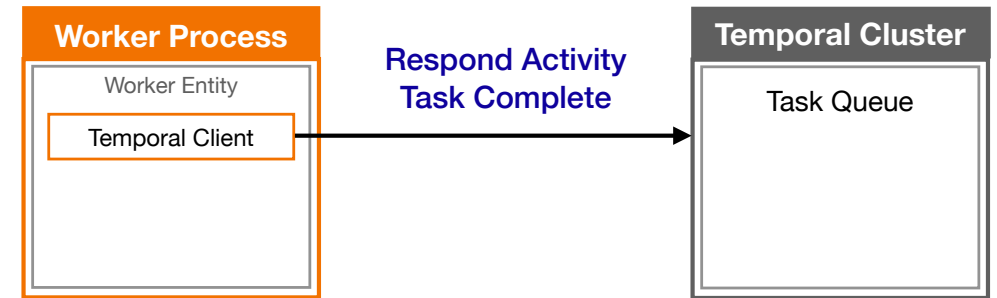 Worker Process
Worker Entity
Temporal Client
Respond Activity
Task Complete
Temporal Cluster
Task Queue